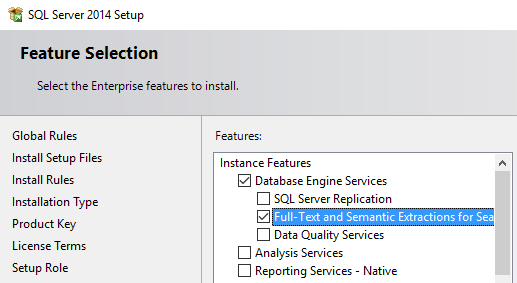 SQL Server 2014 Setup
Feature Selection
Select the Enterprise features to install.
Global Rules
Install Setup Files
Install Rules
Installation Type
Product Key
License Terms
Setup Role
Features:
Instance Features
Database Engine Services
SQL Server Replication
Full-Text and Semantic Extractions for Sea
Data Quality Services
Analysis Services
Reporting Services - Native